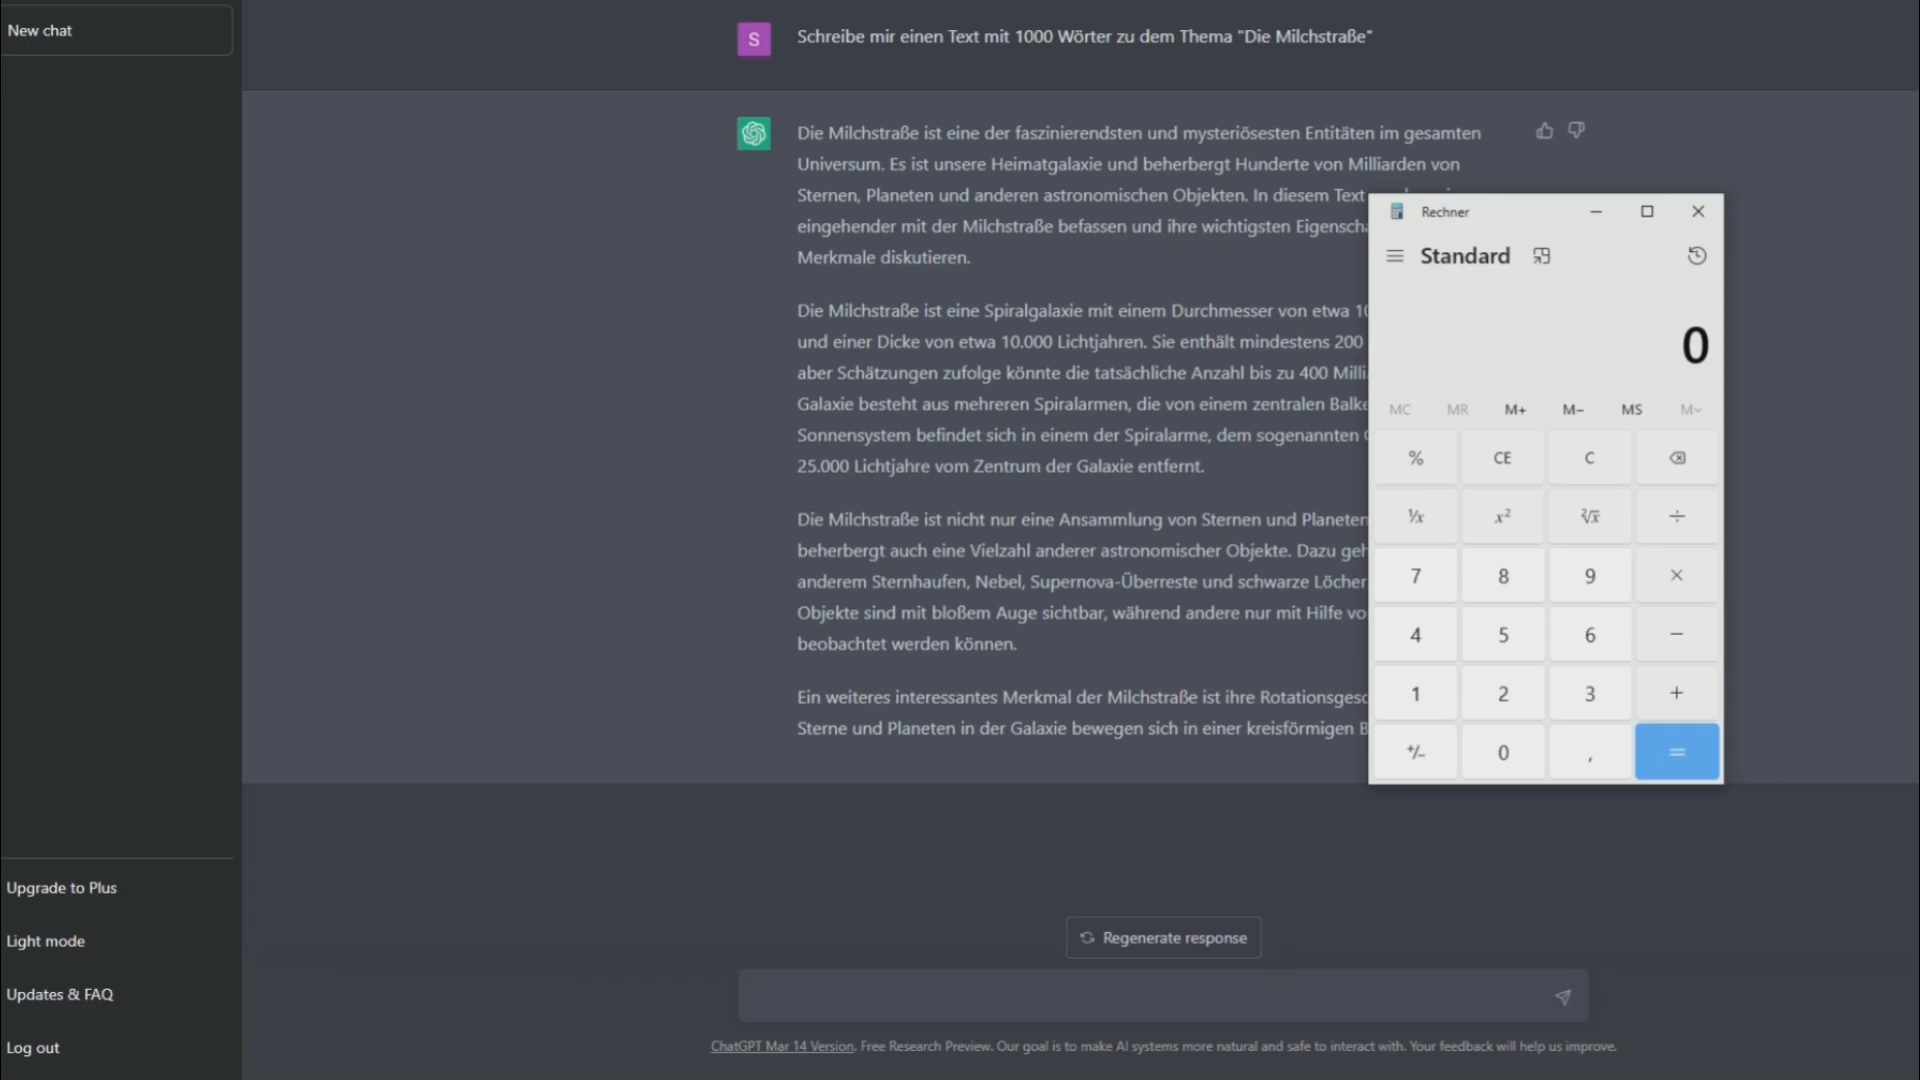 New chat
S
Schreibe mir einen Text mit 1000 Wörter zu dem Thema "Die Milchstraße"
Die Milchstraße ist eine der faszinierendsten und mysteriösesten Entitäten im gesamten
Universum. Es ist unsere Heimatgalaxie und beherbergt Hunderte von Milliarden von
Sternen, Planeten und anderen astronomischen Objekten. In diesem Text
eingehender mit der Milchstraße befassen und ihre wichtigsten
Merkmale diskutieren.
Die Milchstraße ist eine Spiralgalaxie mit einem Durchmesser von etwa
und einer Dicke von etwa 10.000 Lichtjahren. Sie enthält mindestens 200
aber Schätzungen zufolge könnte die tatsächliche Anzahl bis zu 400
Galaxie besteht aus mehreren Spiralarmen, die von einem zentralen
Sonnensystem befindet sich in einem der Spiralarme, dem sogenannten
25.000 Lichtjahre vom Zentrum der Galaxie entfernt.
Die Milchstraße ist nicht nur eine Ansammlung von Sternen und Planeten
beherbergt auch eine Vielzahl anderer astronomischer Objekte. Dazu
anderem Sternhaufen, Nebel, Supernova-Überreste und schwarze Löcher
Objekte sind mit bloßem Auge sichtbar, während andere nur mit Hilfe
beobachtet werden können.
Ein weiteres interessantes Merkmal der Milchstraße ist ihre
Sterne und Planeten in der Galaxie bewegen sich in einer kreisförmigen
Rechner
Standard
0
MC MR M+ M− MS M˅
% CE C
¹⁄x x² ²√x ÷
7 8 9 ×
4 5 6 −
1 2 3 +
+/− 0 , =
Upgrade to Plus
Light mode
Updates & FAQ
Log out
Regenerate response
ChatGPT Mar 14 Version. Free Research Preview. Our goal is to make AI systems more natural and safe to interact with. Your feedback will help us improve.